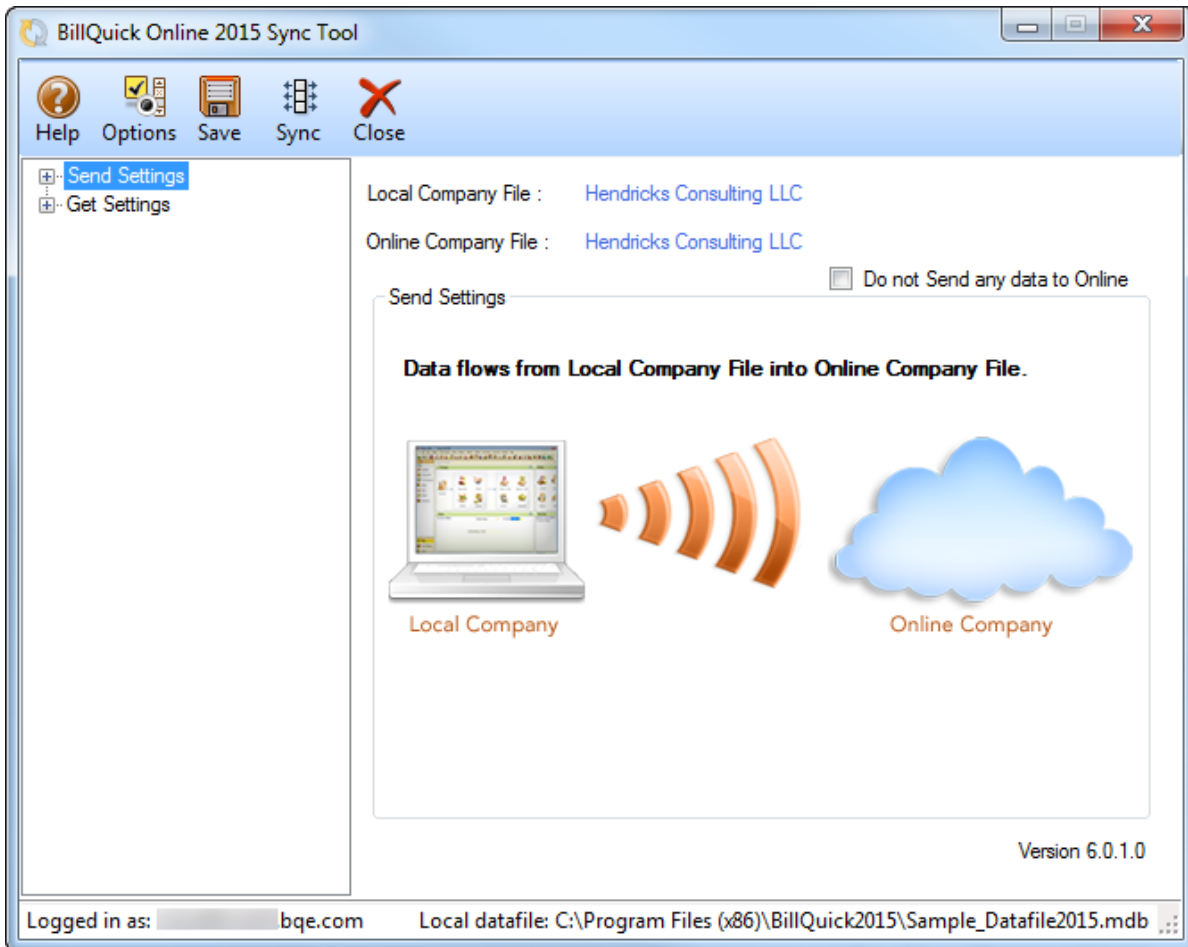 BillQuick Online 2015 Sync Tool
Help Options Save Sync Close
Send Settings
Get Settings
Local Company File : Hendricks Consulting LLC
Online Company File : Hendricks Consulting LLC
Do not Send any data to Online
Send Settings
Data flows from Local Company File into Online Company File.
Local Company
Online Company
Version 6.0.1.0
Logged in as: .bqe.com Local datafile: C:\Program Files (x86)\BillQuick2015\Sample_Datafile2015.mdb